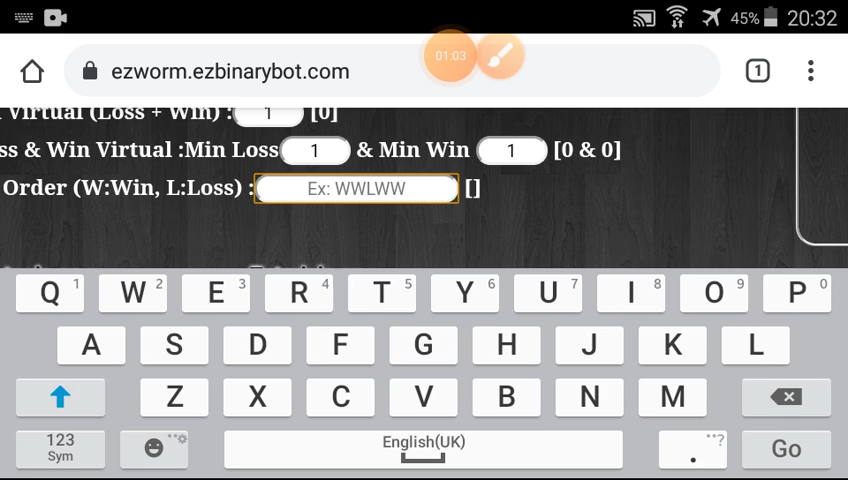 45% 20:32
01:03
ezworm.ezbinarybot.com 1
Virtual (Loss + Win) : 1 [0]
ss & Win Virtual :Min Loss 1 & Min Win 1 [0 & 0]
Order (W:Win, L:Loss) : Ex: WWLWW []
Q 1 W 2 E 3 R 4 T 5 Y 6 U 7 I 8 O 9 P 0
A S D F G H J K L
Z X C V B N M
123 Sym English(UK) . ? Go